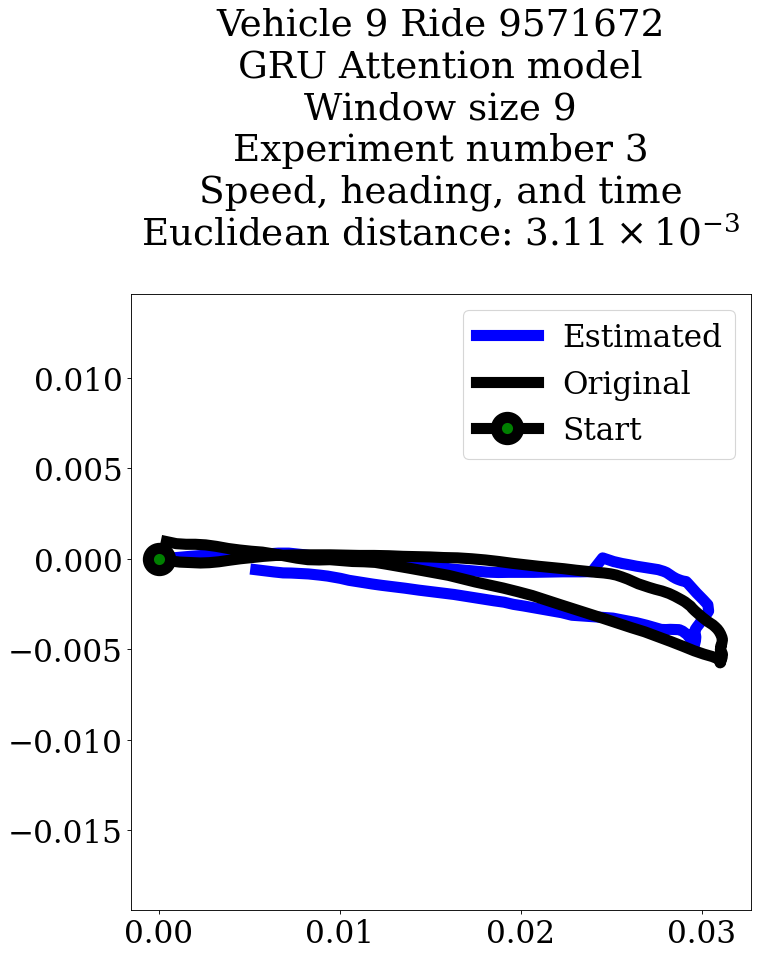 Vehicle 9 Ride 9571672
GRU Attention model
Window size 9
Experiment number 3
Speed, heading, and time
Euclidean distance: 3.11 × 10⁻³
Estimated
Original
Start
0.010
0.005
0.000
−0.005
−0.010
−0.015
0.00 0.01 0.02 0.03